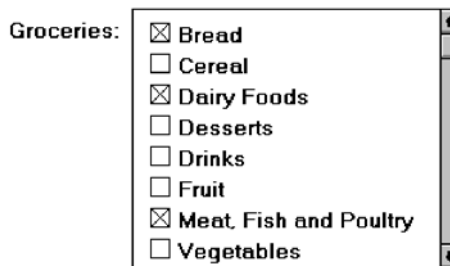 Groceries:
Bread
Cereal
Dairy Foods
Desserts
Drinks
Fruit
Meat, Fish and Poultry
Vegetables